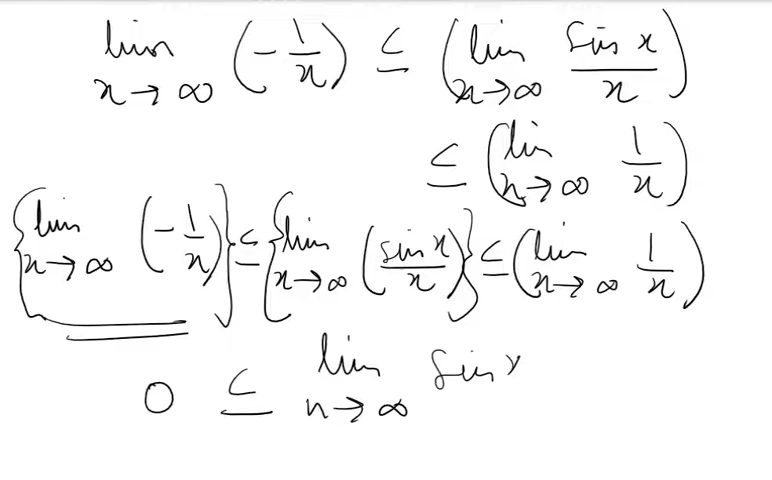 lim x→∞ (-1/x) ≤ (lim x→∞ sin x/x)
≤ (lim x→∞ 1/x)
{lim x→∞ (-1/x)} ≤ {lim x→∞ (sin x/x)} ≤ (lim x→∞ 1/x)
0 ≤ lim x→∞ sin x